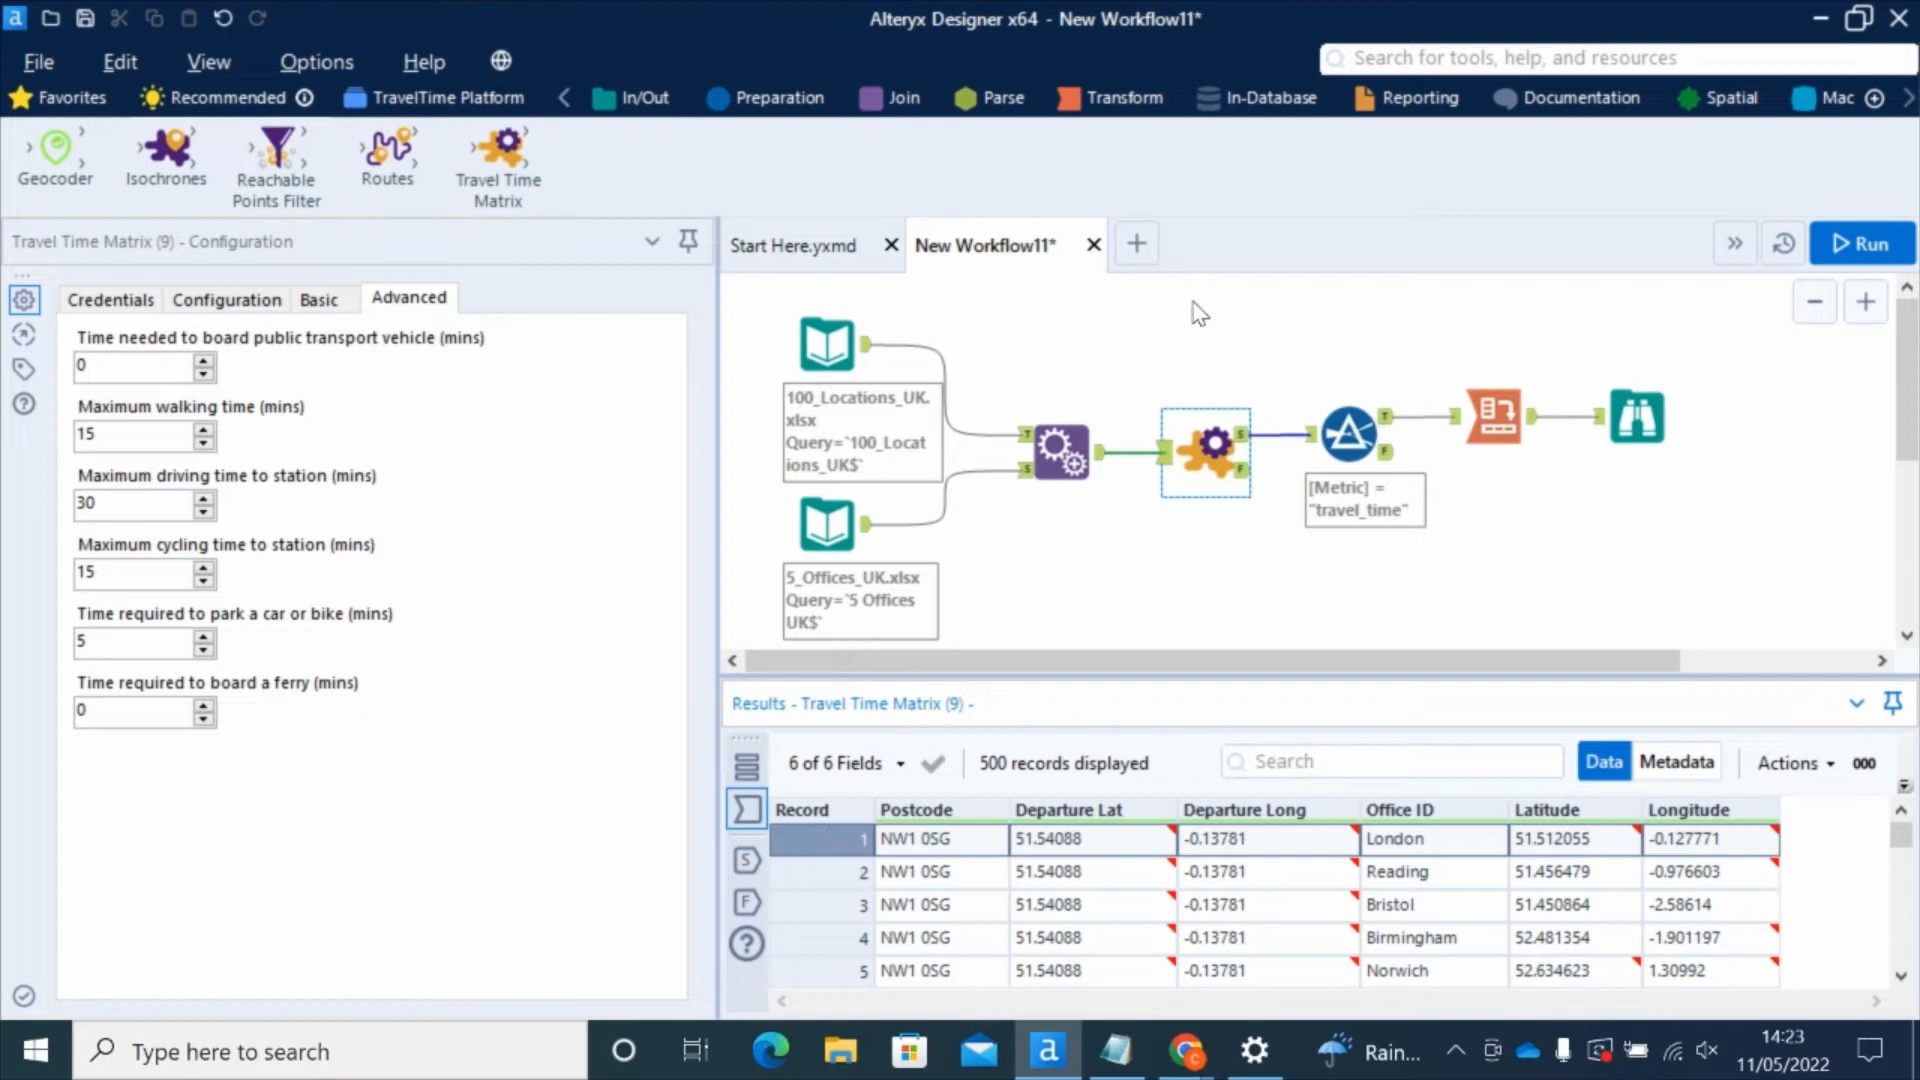 Alteryx Designer x64 - New Workflow11*
File Edit View Options Help
Search for tools, help, and resources
Favorites Recommended TravelTime Platform In/Out Preparation Join Parse Transform In-Database Reporting Documentation Spatial Mac
Geocoder
Isochrones
Reachable
Points Filter
Routes
Travel Time
Matrix
Travel Time Matrix (9) - Configuration
Credentials Configuration Basic Advanced
Time needed to board public transport vehicle (mins)
0
Maximum walking time (mins)
15
Maximum driving time to station (mins)
30
Maximum cycling time to station (mins)
15
Time required to park a car or bike (mins)
5
Time required to board a ferry (mins)
0
Start Here.yxmd New Workflow11*
Run
100_Locations_UK.
xlsx
Query=`100_Locat
ions_UK$`
5_Offices_UK.xlsx
Query=`5 Offices
UK$`
T
S
S
F
[Metric] =
"travel_time"
T
F
Results - Travel Time Matrix (9) -
6 of 6 Fields 500 records displayed Search Data Metadata Actions 000
Record Postcode Departure Lat Departure Long Office ID Latitude Longitude
1 NW1 0SG 51.54088 -0.13781 London 51.512055 -0.127771
2 NW1 0SG 51.54088 -0.13781 Reading 51.456479 -0.976603
3 NW1 0SG 51.54088 -0.13781 Bristol 51.450864 -2.58614
4 NW1 0SG 51.54088 -0.13781 Birmingham 52.481354 -1.901197
5 NW1 0SG 51.54088 -0.13781 Norwich 52.634623 1.30992
S
F
Type here to search
Rain...
14:23
11/05/2022